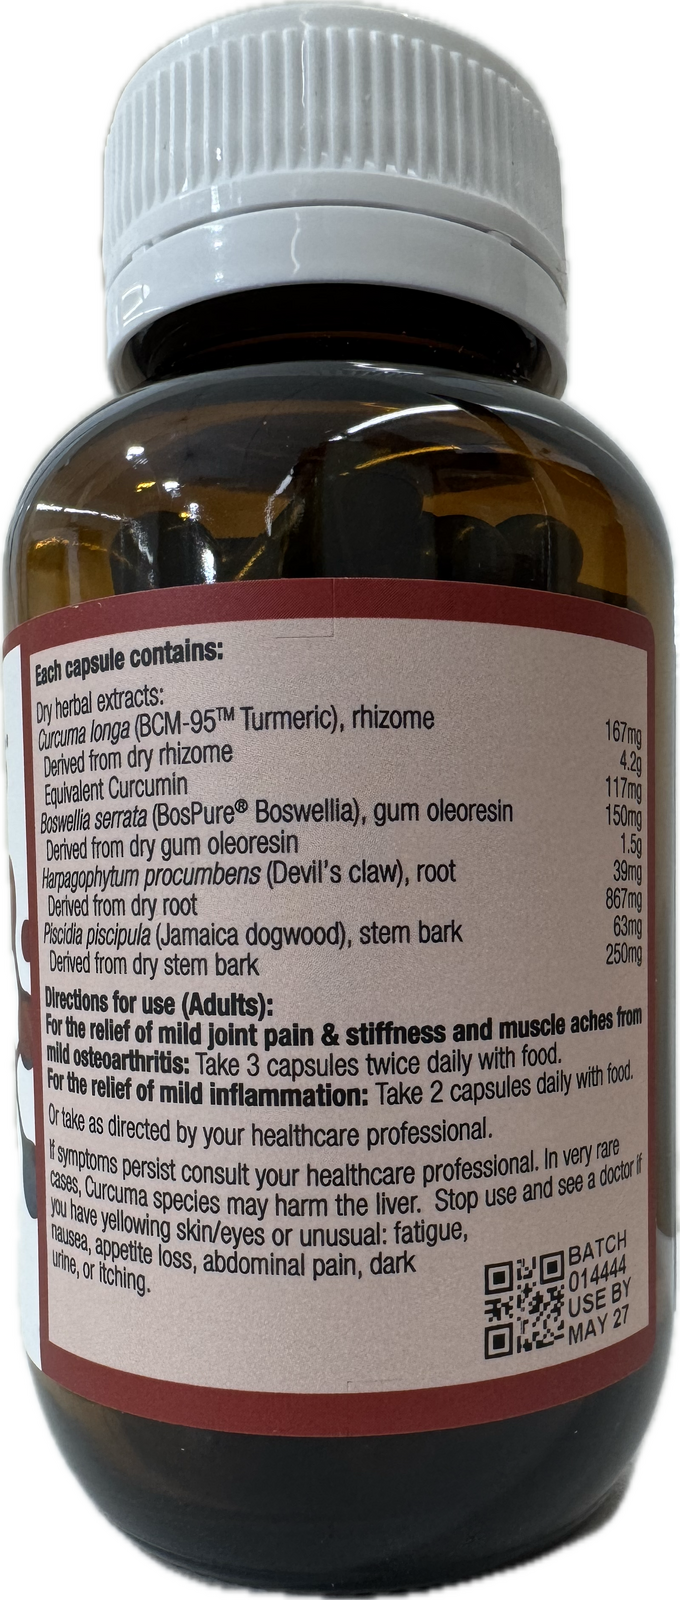 Each capsule contains:
Dry herbal extracts:
Curcuma longa (BCM-95™ Turmeric), rhizome 167mg
Derived from dry rhizome 4.2g
Equivalent Curcumin 117mg
Boswellia serrata (BosPure® Boswellia), gum oleoresin 150mg
Derived from dry gum oleoresin 1.5g
Harpagophytum procumbens (Devil's claw), root 39mg
Derived from dry root 867mg
Piscidia piscipula (Jamaica dogwood), stem bark 63mg
Derived from dry stem bark 250mg
Directions for use (Adults):
For the relief of mild joint pain & stiffness and muscle aches from
mild osteoarthritis: Take 3 capsules twice daily with food.
For the relief of mild inflammation: Take 2 capsules daily with food.
Or take as directed by your healthcare professional.
If symptoms persist consult your healthcare professional. In very rare
cases, Curcuma species may harm the liver. Stop use and see a doctor if
you have yellowing skin/eyes or unusual: fatigue,
nausea, appetite loss, abdominal pain, dark
urine, or itching.
BATCH
014444
USE BY
MAY 27